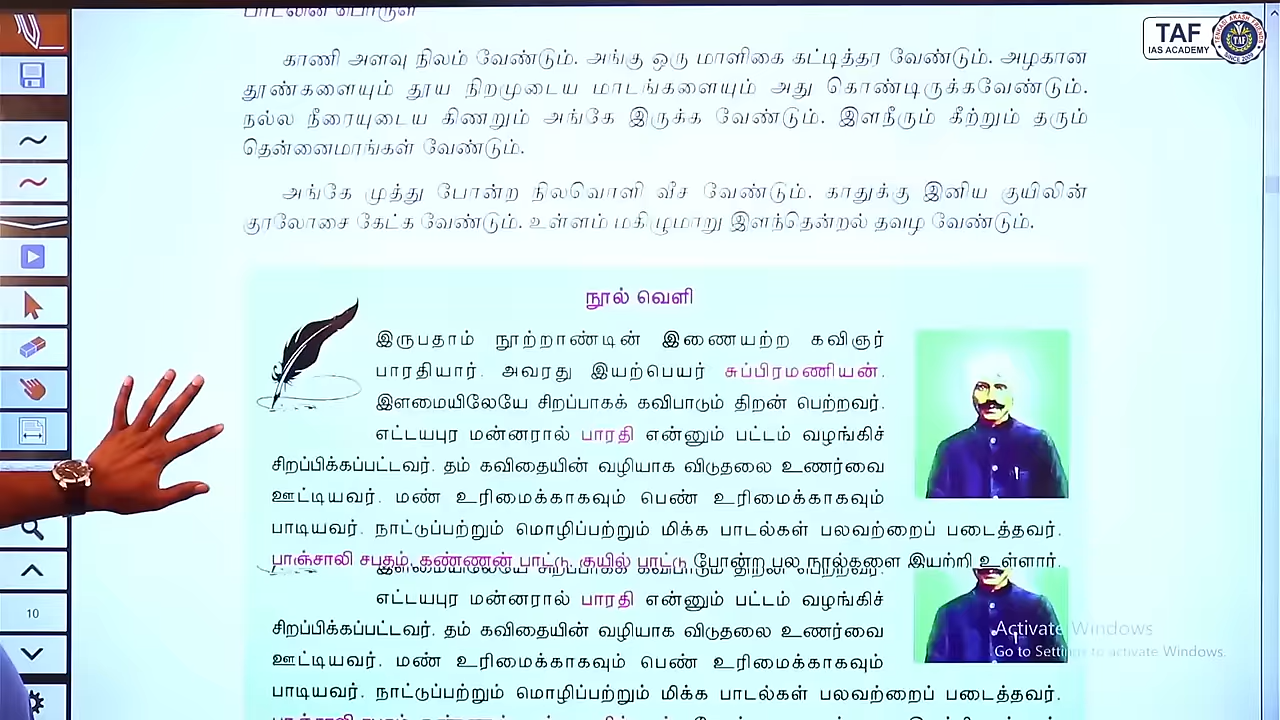 பாடலின் பொருள்
TAF
IAS ACADEMY
காணி அளவு நிலம் வேண்டும். அங்கு ஒரு மாளிகை கட்டித்தர வேண்டும். அழகான
தூண்களையும் தூய நிறமுடைய மாடங்களையும் அது கொண்டிருக்கவேண்டும்.
நல்ல நீரையுடைய கிணறும் அங்கே இருக்க வேண்டும். இளநீரும் கீற்றும் தரும்
தென்னைமரங்கள் வேண்டும்.
அங்கே முத்து போன்ற நிலவொளி வீச வேண்டும். காதுக்கு இனிய குயிலின்
குரலோசை கேட்க வேண்டும். உள்ளம் மகிழுமாறு இளந்தென்றல் தவழ வேண்டும்.
நூல் வெளி
இருபதாம் நூற்றாண்டின் இணையற்ற கவிஞர்
பாரதியார். அவரது இயற்பெயர் சுப்பிரமணியன்.
இளமையிலேயே சிறப்பாகக் கவிபாடும் திறன் பெற்றவர்.
எட்டயபுர மன்னரால் பாரதி என்னும் பட்டம் வழங்கிச்
சிறப்பிக்கப்பட்டவர். தம் கவிதையின் வழியாக விடுதலை உணர்வை
ஊட்டியவர். மண் உரிமைக்காகவும் பெண் உரிமைக்காகவும்
பாடியவர். நாட்டுப்பற்றும் மொழிப்பற்றும் மிக்க பாடல்கள் பலவற்றைப் படைத்தவர்.
பாஞ்சாலி சபதம், கண்ணன் பாட்டு, குயில் பாட்டு போன்ற பல நூல்களை இயற்றி உள்ளார்.
இளமையிலேயே சிறப்பாகக் கவிபாடும் திறன் பெற்றவர்.
எட்டயபுர மன்னரால் பாரதி என்னும் பட்டம் வழங்கிச்
சிறப்பிக்கப்பட்டவர். தம் கவிதையின் வழியாக விடுதலை உணர்வை
ஊட்டியவர். மண் உரிமைக்காகவும் பெண் உரிமைக்காகவும்
பாடியவர். நாட்டுப்பற்றும் மொழிப்பற்றும் மிக்க பாடல்கள் பலவற்றைப் படைத்தவர்.
10
Activate Windows
Go to Settings to activate Windows.